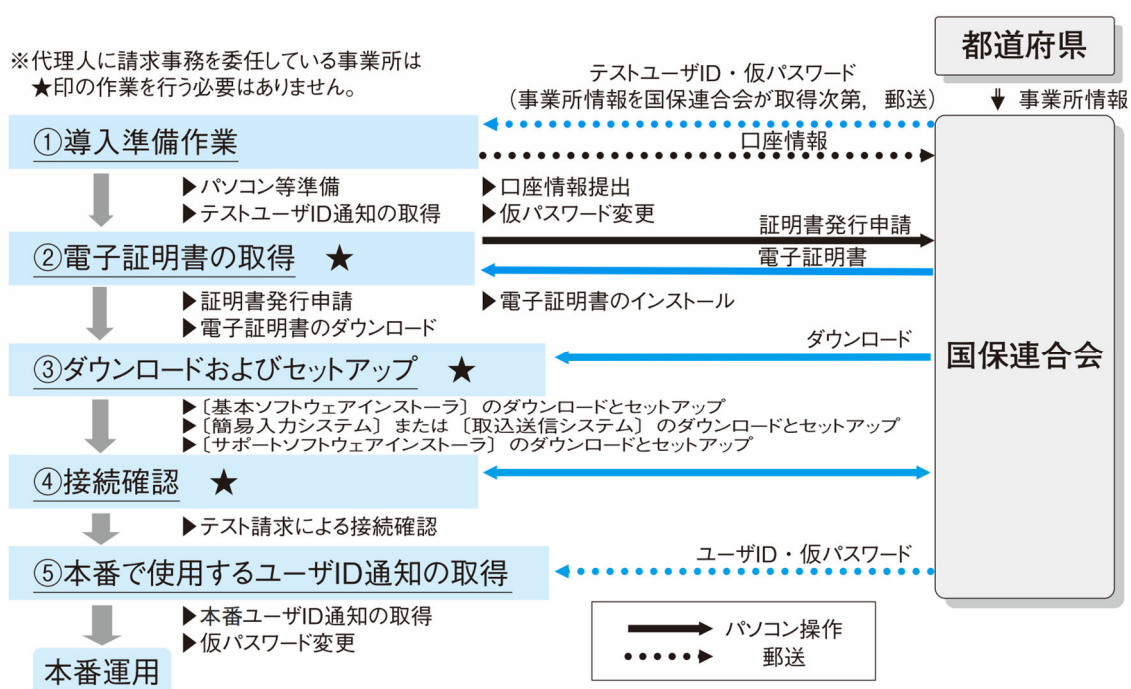 ※代理人に請求事務を委任している事業所は
★印の作業を行う必要はありません。
都道府県
事業所情報
テストユーザID・仮パスワード
（事業所情報を国保連合会が取得次第，郵送）
①導入準備作業
口座情報
▶パソコン等準備 ▶口座情報提出
▶テストユーザID通知の取得 ▶仮パスワード変更
証明書発行申請
②電子証明書の取得 ★
電子証明書
▶証明書発行申請 ▶電子証明書のインストール
▶電子証明書のダウンロード
ダウンロード
国保連合会
③ダウンロードおよびセットアップ ★
▶〔基本ソフトウェアインストーラ〕のダウンロードとセットアップ
▶〔簡易入力システム〕または〔取込送信システム〕のダウンロードとセットアップ
▶〔サポートソフトウェアインストーラ〕のダウンロードとセットアップ
④接続確認 ★
▶テスト請求による接続確認
ユーザID・仮パスワード
⑤本番で使用するユーザID通知の取得
▶本番ユーザID通知の取得
▶仮パスワード変更
本番運用
パソコン操作
郵送